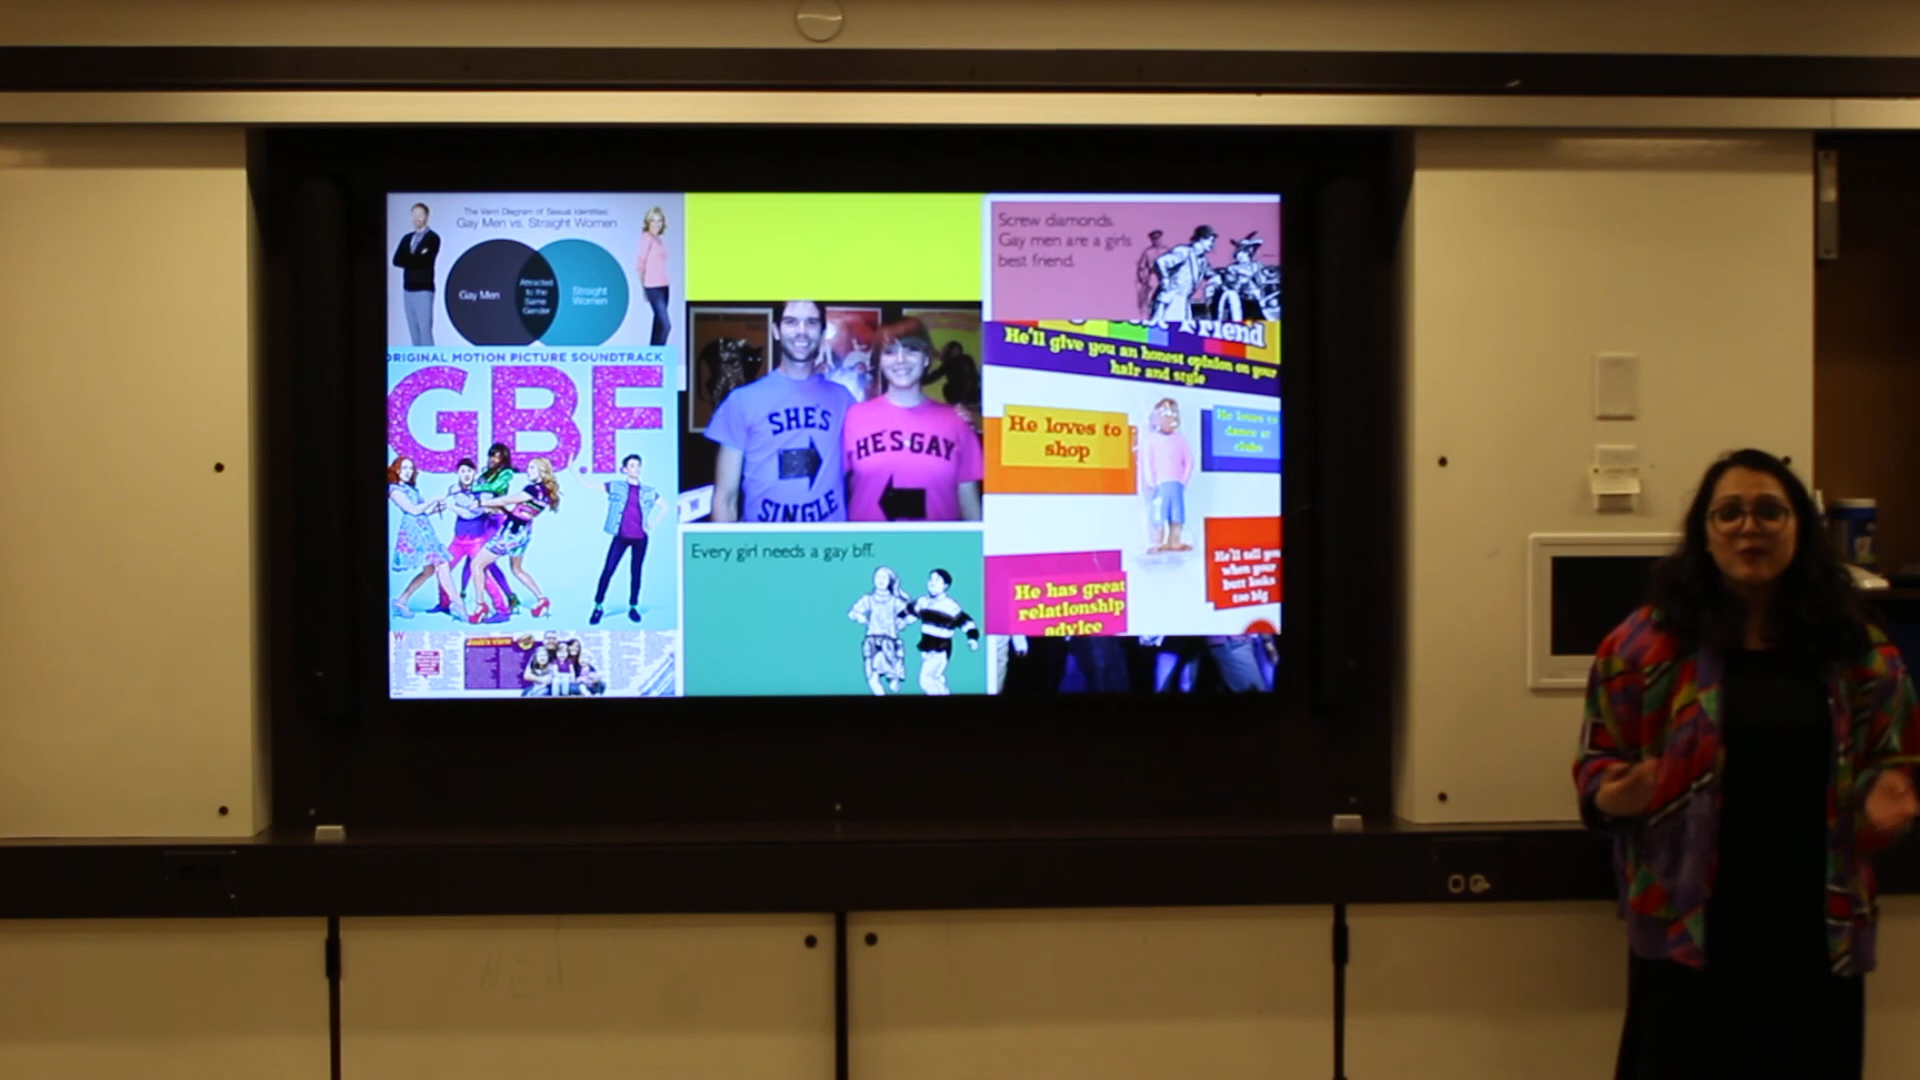 The Venn Diagram of Sexual Identities:
Gay Men vs. Straight Women
Gay Men
Attracted
to the
Same
Gender
Straight
Women
ORIGINAL MOTION PICTURE SOUNDTRACK
G.B.F
SHE'S
SINGLE
HE'S GAY
Every girl needs a gay bff.
Screw diamonds.
Gay men are a girls
best friend.
Friend
He'll give you an honest opinion on your
hair and style
He loves to
shop
He loves to
dance at
clubs
He has great
relationship
advice
He'll tell you
when your
butt looks
too big